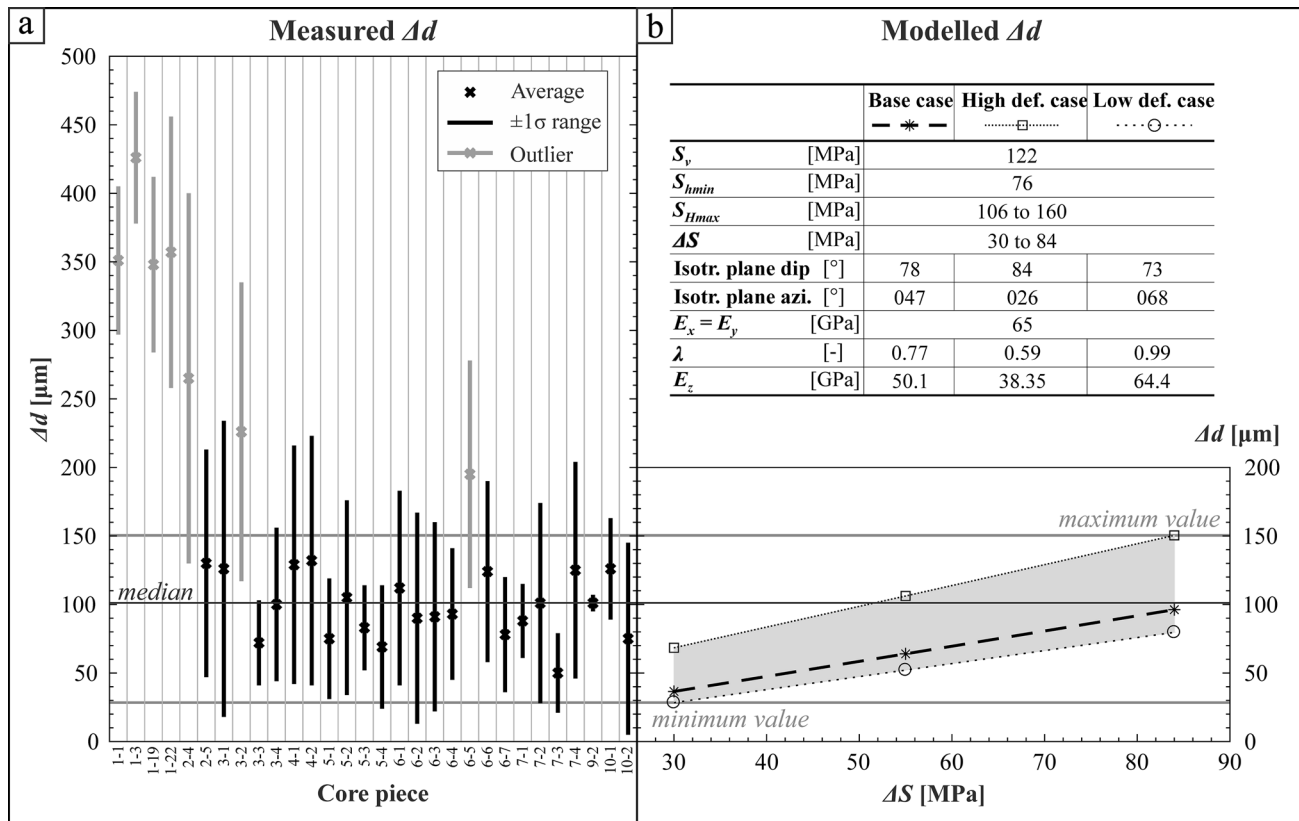 a
Measured Δd
500
450
400
350
300
250
200
150
100
50
0
Δd [μm]
Average
±1σ range
Outlier
median
1-1
1-3
1-19
1-22
2-4
2-5
3-1
3-2
3-3
3-4
4-1
4-2
5-1
5-2
5-3
5-4
6-1
6-2
6-3
6-4
6-5
6-6
6-7
7-1
7-2
7-3
7-4
9-2
10-1
10-2
Core piece
b
Modelled Δd
Base case High def. case Low def. case
Sv [MPa] 122
Shmin [MPa] 76
SHmax [MPa] 106 to 160
ΔS [MPa] 30 to 84
Isotr. plane dip [°] 78 84 73
Isotr. plane azi. [°] 047 026 068
Ex = Ey [GPa] 65
λ [-] 0.77 0.59 0.99
Ez [GPa] 50.1 38.35 64.4
Δd [μm]
200
150
100
50
0
maximum value
minimum value
30 40 50 60 70 80 90
ΔS [MPa]